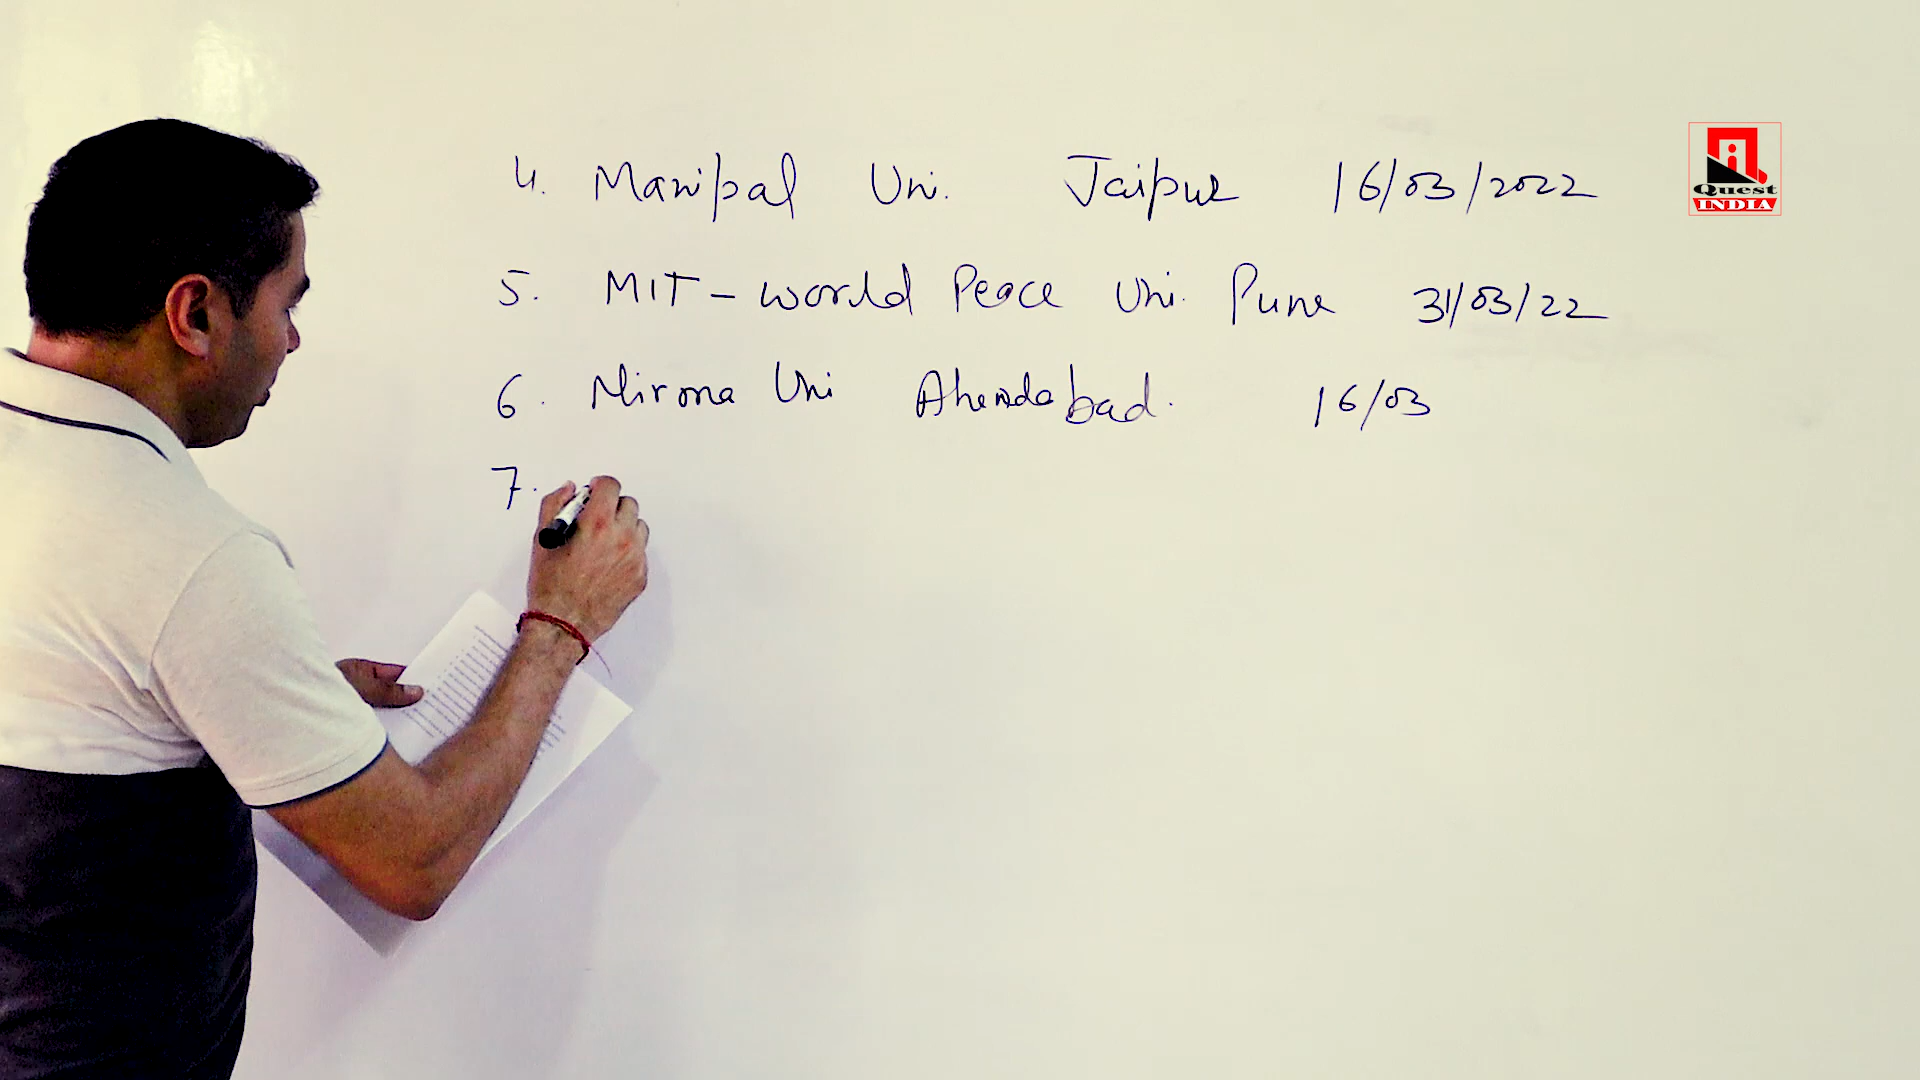 4. Manipal Uni. Jaipur 16/03/2022
5. MIT - World Peace Uni. Pune 31/03/22
6. Nirma Uni Ahemdabad. 16/03
7.
Quest
INDIA